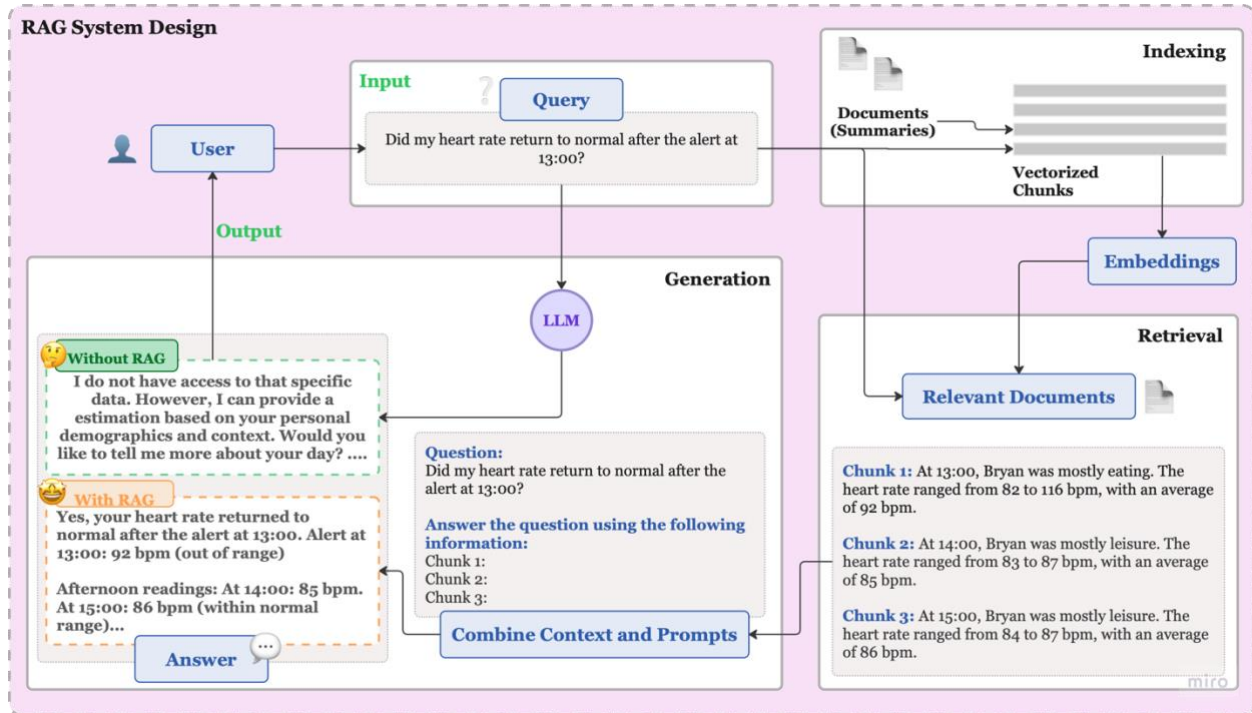 RAG System Design
Input
Query
Did my heart rate return to normal after the alert at
13:00?
User
Output
Indexing
Documents
(Summaries)
Vectorized
Chunks
Embeddings
Generation
LLM
Without RAG
I do not have access to that specific
data. However, I can provide a
estimation based on your personal
demographics and context. Would you
like to tell me more about your day? ....
With RAG
Yes, your heart rate returned to
normal after the alert at 13:00. Alert at
13:00: 92 bpm (out of range)
Afternoon readings: At 14:00: 85 bpm.
At 15:00: 86 bpm (within normal
range)...
Answer
Question:
Did my heart rate return to normal after the
alert at 13:00?
Answer the question using the following
information:
Chunk 1:
Chunk 2:
Chunk 3:
Combine Context and Prompts
Retrieval
Relevant Documents
Chunk 1: At 13:00, Bryan was mostly eating. The
heart rate ranged from 82 to 116 bpm, with an average
of 92 bpm.
Chunk 2: At 14:00, Bryan was mostly leisure. The
heart rate ranged from 83 to 87 bpm, with an average
of 85 bpm.
Chunk 3: At 15:00, Bryan was mostly leisure. The
heart rate ranged from 84 to 87 bpm, with an average
of 86 bpm.
miro